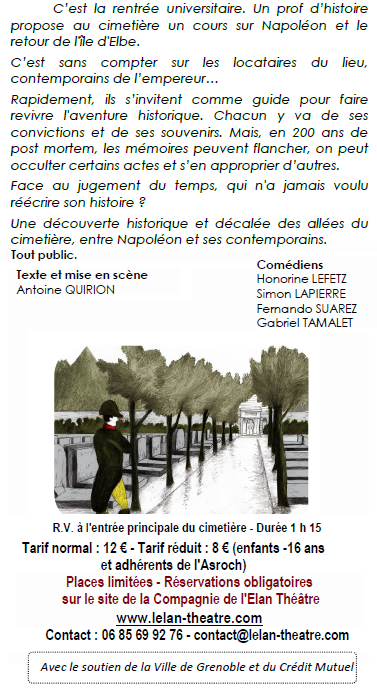 C'est la rentrée universitaire. Un prof d'histoire
propose au cimetière un cours sur Napoléon et le
retour de l'île d'Elbe.
C'est sans compter sur les locataires du lieu,
contemporains de l'empereur…
Rapidement, ils s'invitent comme guide pour faire
revivre l'aventure historique. Chacun y va de ses
convictions et de ses souvenirs. Mais, en 200 ans de
post mortem, les mémoires peuvent flancher, on peut
occulter certains actes et s'en approprier d'autres.
Face au jugement du temps, qui n'a jamais voulu
réécrire son histoire ?
Une découverte historique et décalée des allées du
cimetière, entre Napoléon et ses contemporains.
Tout public.
Texte et mise en scène
Antoine QUIRION
Comédiens
Honorine LEFETZ
Simon LAPIERRE
Fernando SUAREZ
Gabriel TAMALET
R.V. à l'entrée principale du cimetière - Durée 1 h 15
Tarif normal : 12 € - Tarif réduit : 8 € (enfants -16 ans
et adhérents de l'Asroch)
Places limitées - Réservations obligatoires
sur le site de la Compagnie de l'Elan Théâtre
www.lelan-theatre.com
Contact : 06 85 69 92 76 - contact@lelan-theatre.com
Avec le soutien de la Ville de Grenoble et du Crédit Mutuel